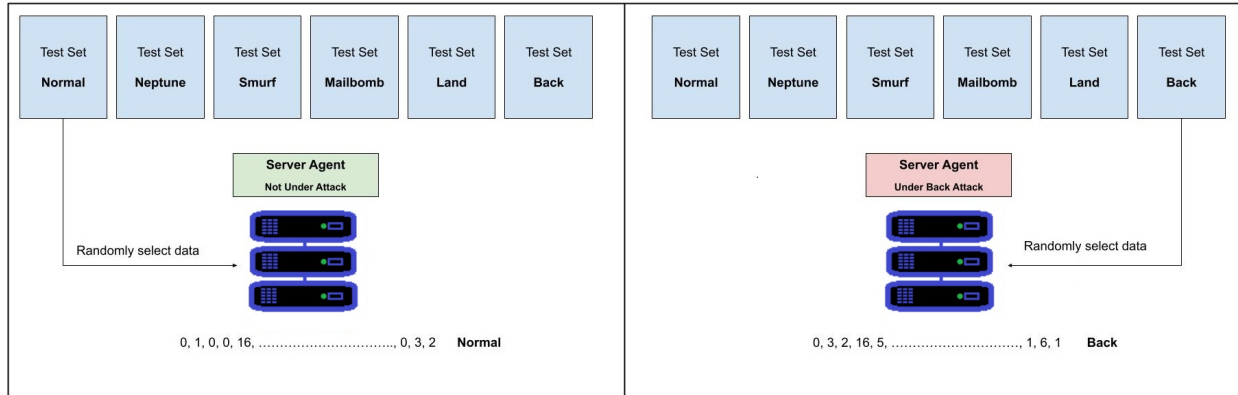 Test Set
Normal
Test Set
Neptune
Test Set
Smurf
Test Set
Mailbomb
Test Set
Land
Test Set
Back
Server Agent
Not Under Attack
Randomly select data
0, 1, 0, 0, 16, ................................., 0, 3, 2 Normal
Test Set
Normal
Test Set
Neptune
Test Set
Smurf
Test Set
Mailbomb
Test Set
Land
Test Set
Back
Server Agent
Under Back Attack
Randomly select data
0, 3, 2, 16, 5, ................................., 1, 6, 1 Back